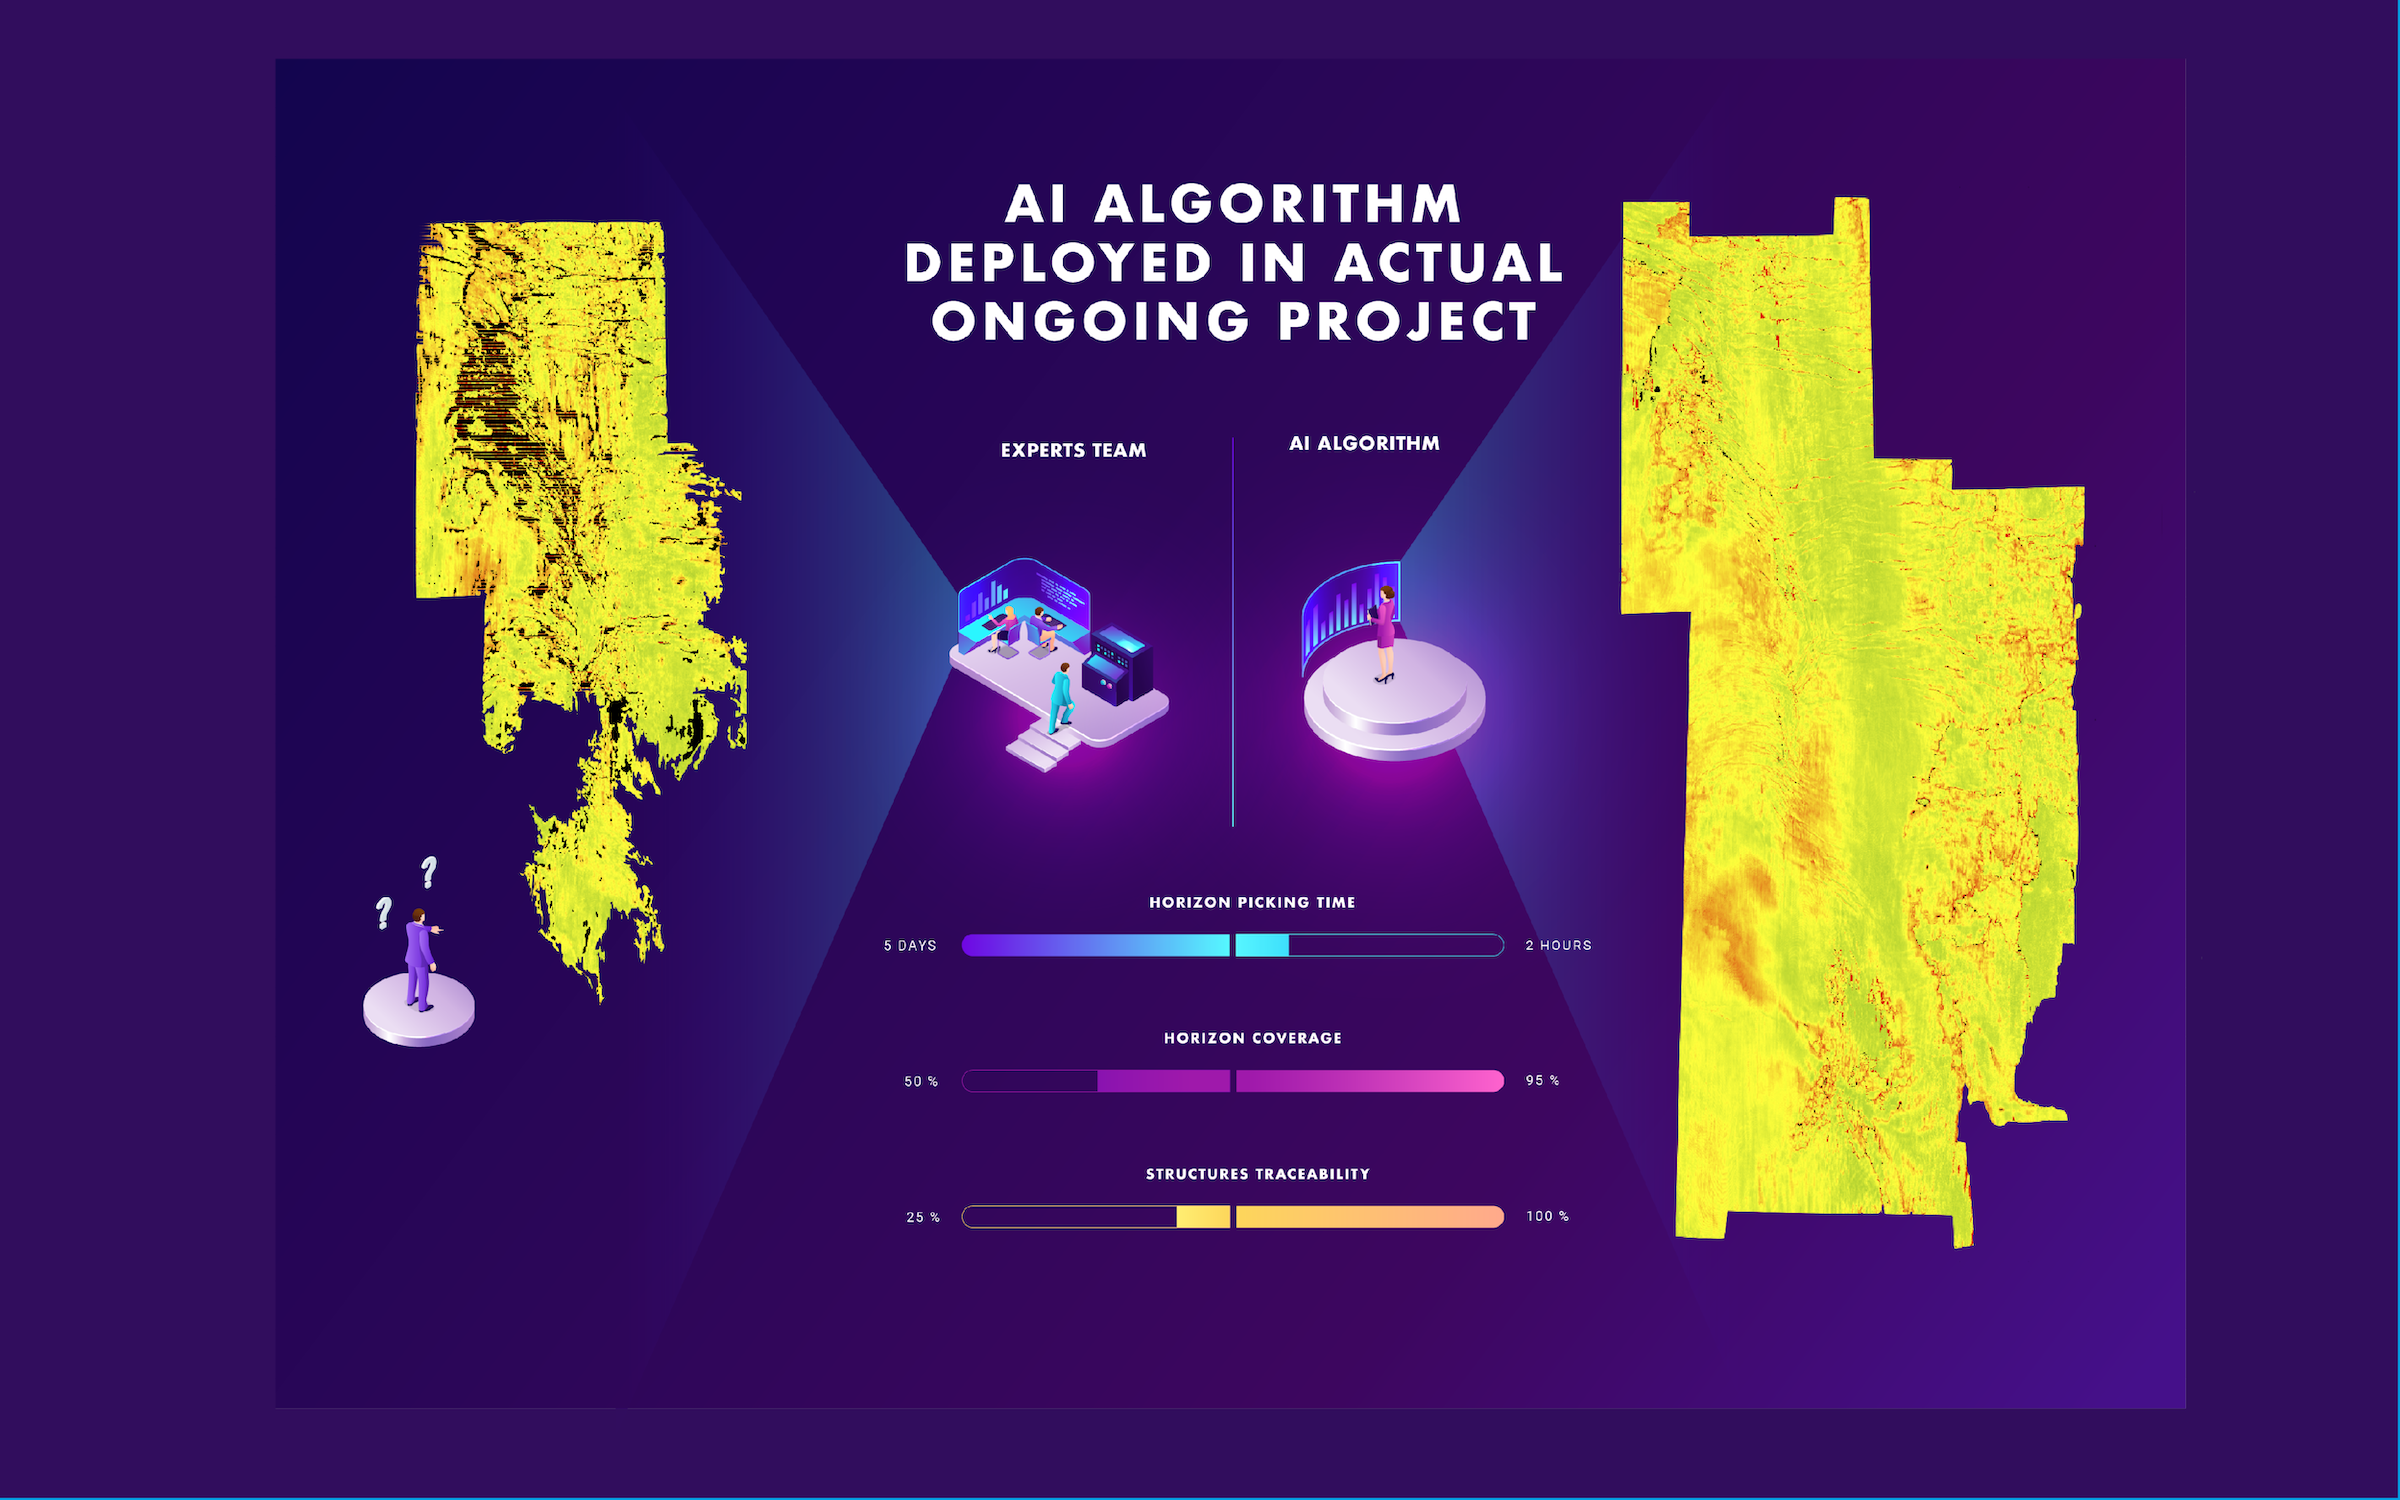 AI ALGORITHM
DEPLOYED IN ACTUAL
ONGOING PROJECT
EXPERTS TEAM
AI ALGORITHM
? 
?
HORIZON PICKING TIME
5 DAYS
2 HOURS
HORIZON COVERAGE
50 %
95 %
STRUCTURES TRACEABILITY
25 %
100 %